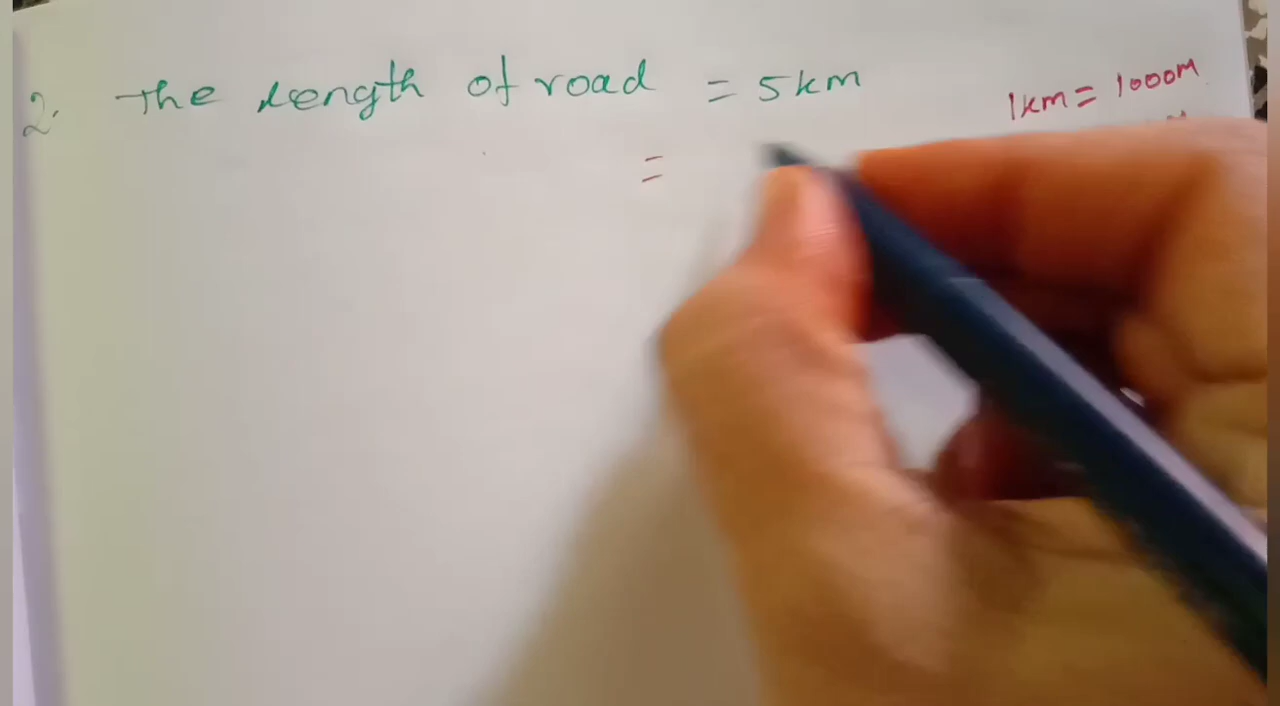 2. The length of road = 5km
1km = 1000M
=